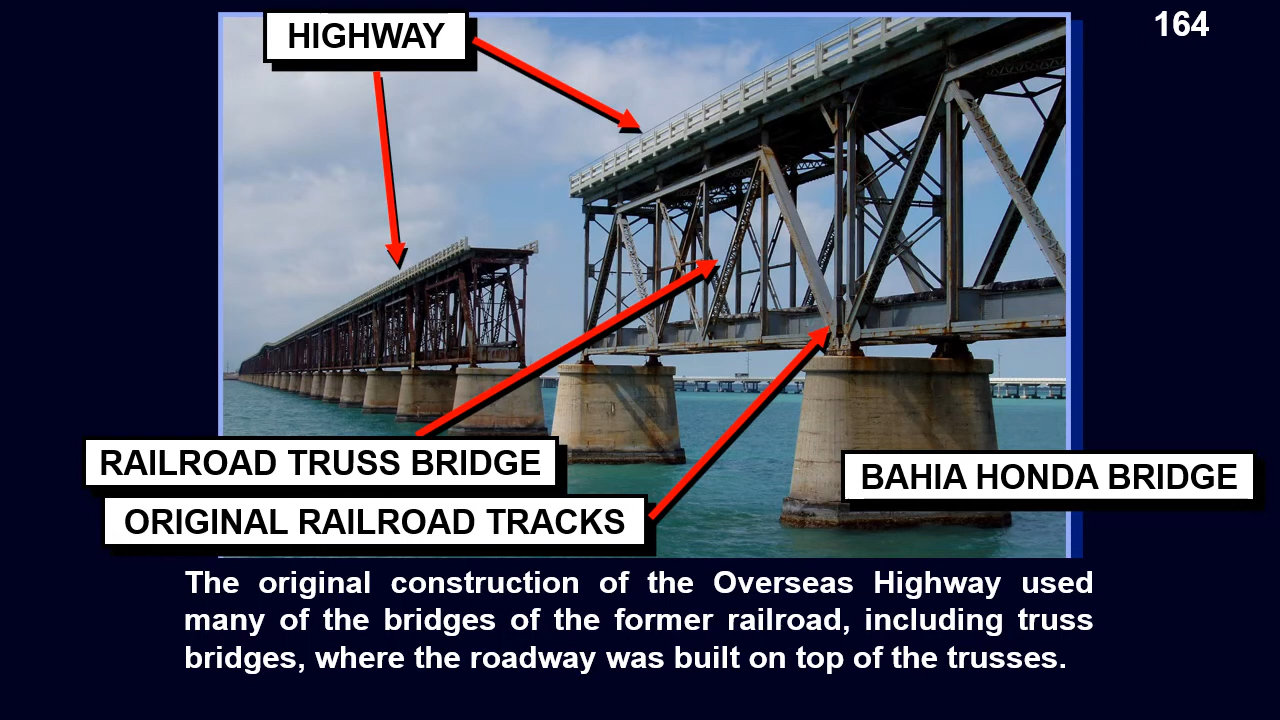 164
HIGHWAY
RAILROAD TRUSS BRIDGE
BAHIA HONDA BRIDGE
ORIGINAL RAILROAD TRACKS
The original construction of the Overseas Highway used
many of the bridges of the former railroad, including truss
bridges, where the roadway was built on top of the trusses.